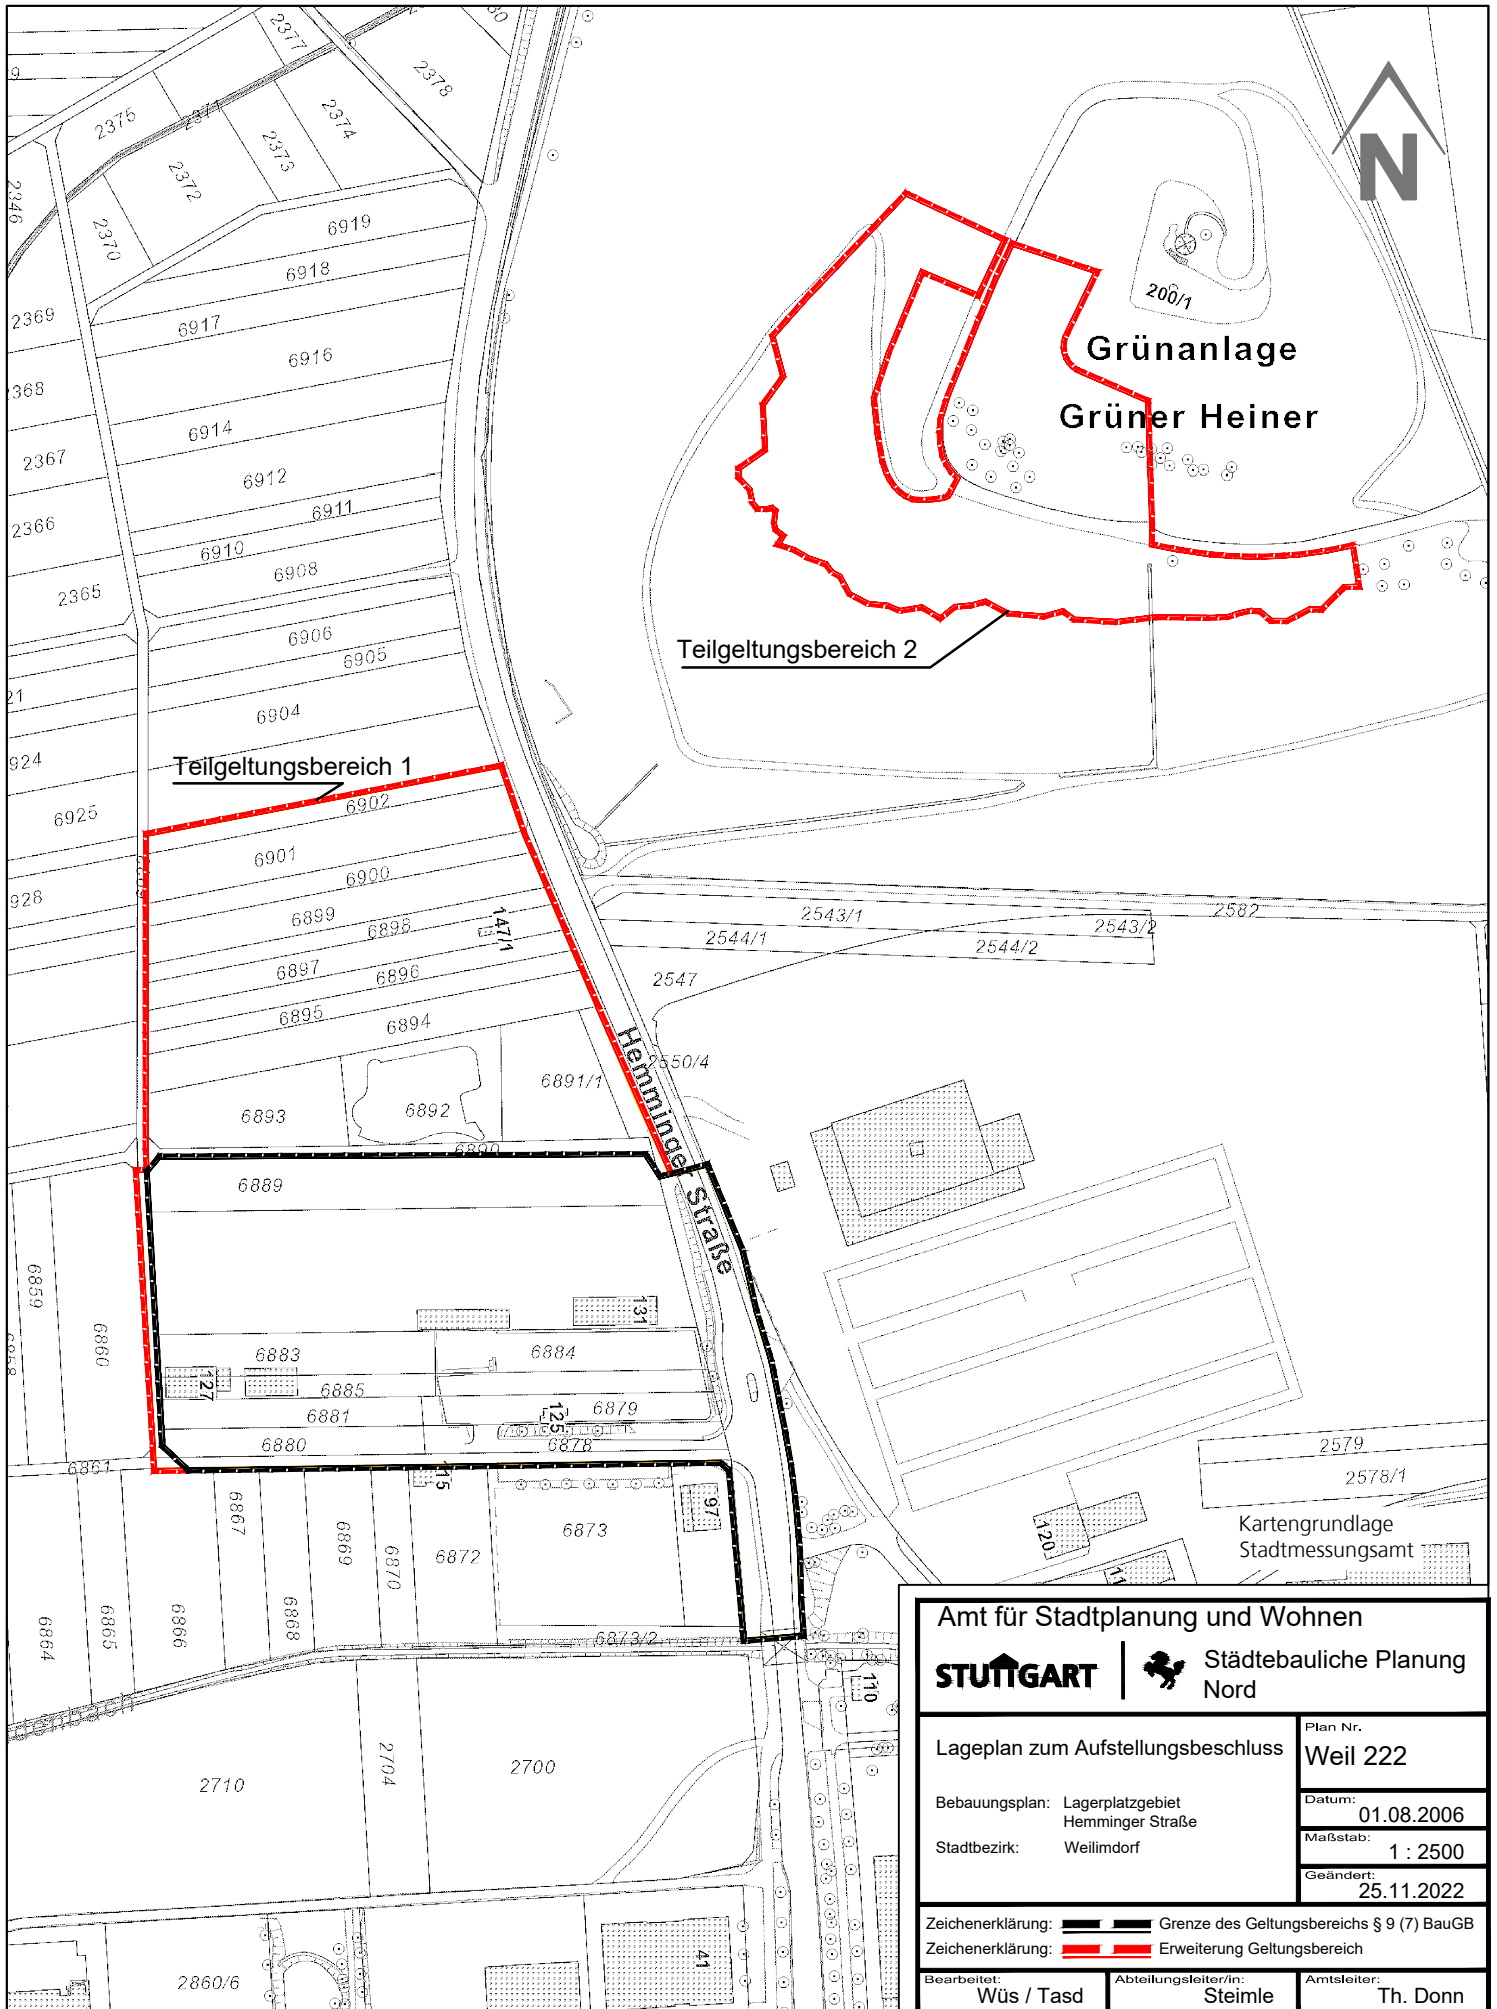 2377
2378
2375
2371
2374
2373
2372
2346
2370
6919
6918
6917
6916
2369
2368
6914
2367
6912
6911
2366
6910
6908
2365
6906
6905
6904
924
6925
928
N
200/1
Grünanlage
Grüner Heiner
Teilgeltungsbereich 2
Teilgeltungsbereich 1
6902
6901
6900
6899
6898
147/1
6897
6896
6895
6894
6893
6892
6891/1
6890
2543/1
2543/2
2582
2544/1
2544/2
2547
2550/4
Hemminger Straße
6889
6859
6860
131
6883
6884
127
6885
6881
6879
125
6880
6878
6861
115
97
6867
6869
6870
6872
6873
6864
6865
6866
6868
6873/2
110
120
2579
2578/1
2710
2704
2700
2860/6
41
Kartengrundlage
Stadtmessungsamt
Amt für Stadtplanung und Wohnen
STUTTGART
Städtebauliche Planung
Nord
Lageplan zum Aufstellungsbeschluss
Plan Nr.
Weil 222
Bebauungsplan: Lagerplatzgebiet
Hemminger Straße
Stadtbezirk: Weilimdorf
Datum:
01.08.2006
Maßstab:
1 : 2500
Geändert:
25.11.2022
Zeichenerklärung: Grenze des Geltungsbereichs § 9 (7) BauGB
Zeichenerklärung: Erweiterung Geltungsbereich
Bearbeitet:
Wüs / Tasd
Abteilungsleiter/in:
Steimle
Amtsleiter:
Th. Donn